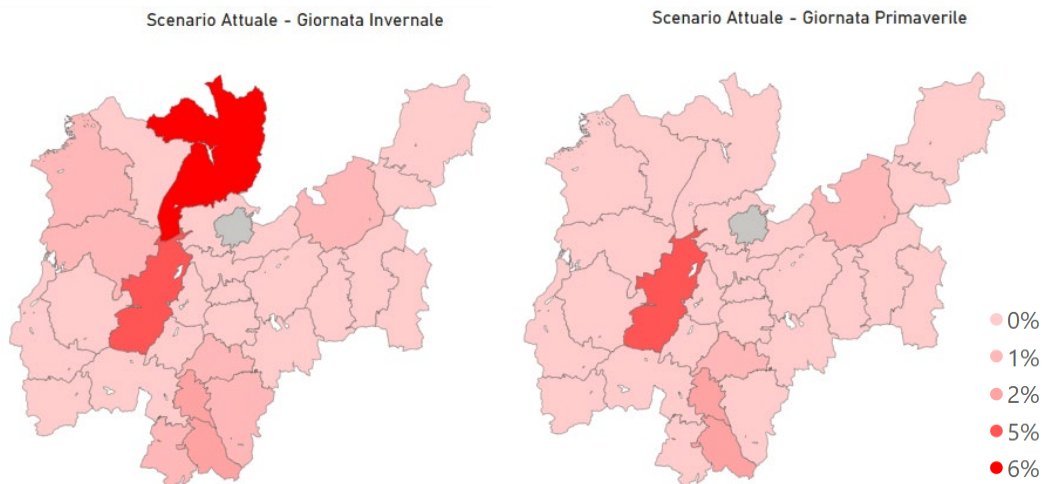 Scenario Attuale - Giornata Invernale
Scenario Attuale - Giornata Primaverile
0%
1%
2%
5%
6%